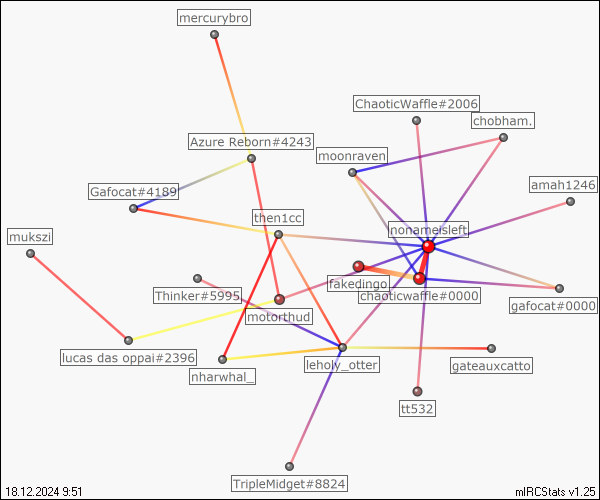 mercurybro
ChaoticWaffle#2006
chobham.
Azure Reborn#4243
moonraven
amah1246
Gafocat#4189
then1cc
nonameisleft.
mukszi
fakedingo.
Thinker#5995
chaoticwaffle#0000
gafocat#0000
motorthud
lucas das oppai#2396
leholy_otter
gateauxcatto
nharwhal_
tt532
TripleMidget#8824
18.12.2024 9:51
mIRCStats v1.25